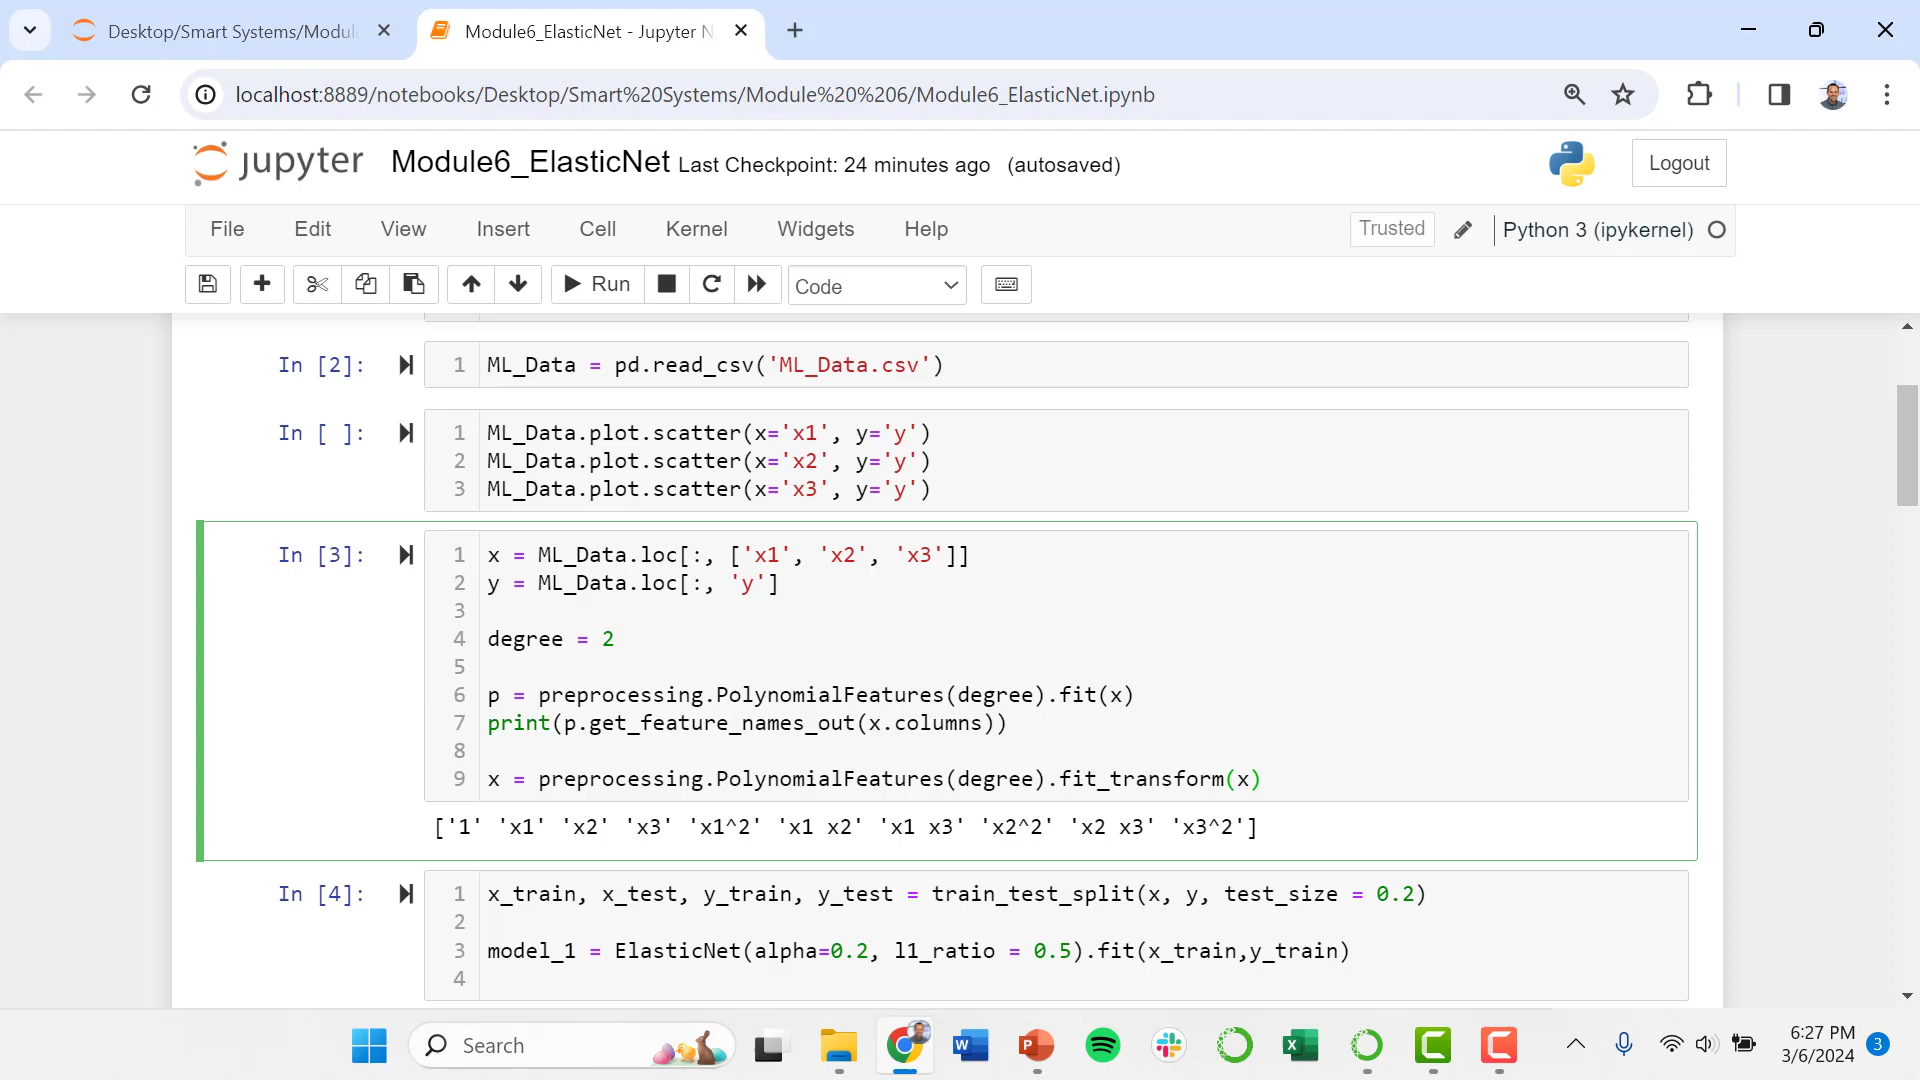 Desktop/Smart Systems/Modul
Module6_ElasticNet - Jupyter N
localhost:8889/notebooks/Desktop/Smart%20Systems/Module%20%206/Module6_ElasticNet.ipynb
jupyter Module6_ElasticNet Last Checkpoint: 24 minutes ago (autosaved)
Logout
File Edit View Insert Cell Kernel Widgets Help
Trusted Python 3 (ipykernel)
Run Code
In [2]:
1 ML_Data = pd.read_csv('ML_Data.csv')
In [ ]:
1 ML_Data.plot.scatter(x='x1', y='y')
2 ML_Data.plot.scatter(x='x2', y='y')
3 ML_Data.plot.scatter(x='x3', y='y')
In [3]:
1 x = ML_Data.loc[:, ['x1', 'x2', 'x3']]
2 y = ML_Data.loc[:, 'y']
3
4 degree = 2
5
6 p = preprocessing.PolynomialFeatures(degree).fit(x)
7 print(p.get_feature_names_out(x.columns))
8
9 x = preprocessing.PolynomialFeatures(degree).fit_transform(x)
['1' 'x1' 'x2' 'x3' 'x1^2' 'x1 x2' 'x1 x3' 'x2^2' 'x2 x3' 'x3^2']
In [4]:
1 x_train, x_test, y_train, y_test = train_test_split(x, y, test_size = 0.2)
2
3 model_1 = ElasticNet(alpha=0.2, l1_ratio = 0.5).fit(x_train,y_train)
4
Search
W
P
X
6:27 PM
3/6/2024
3